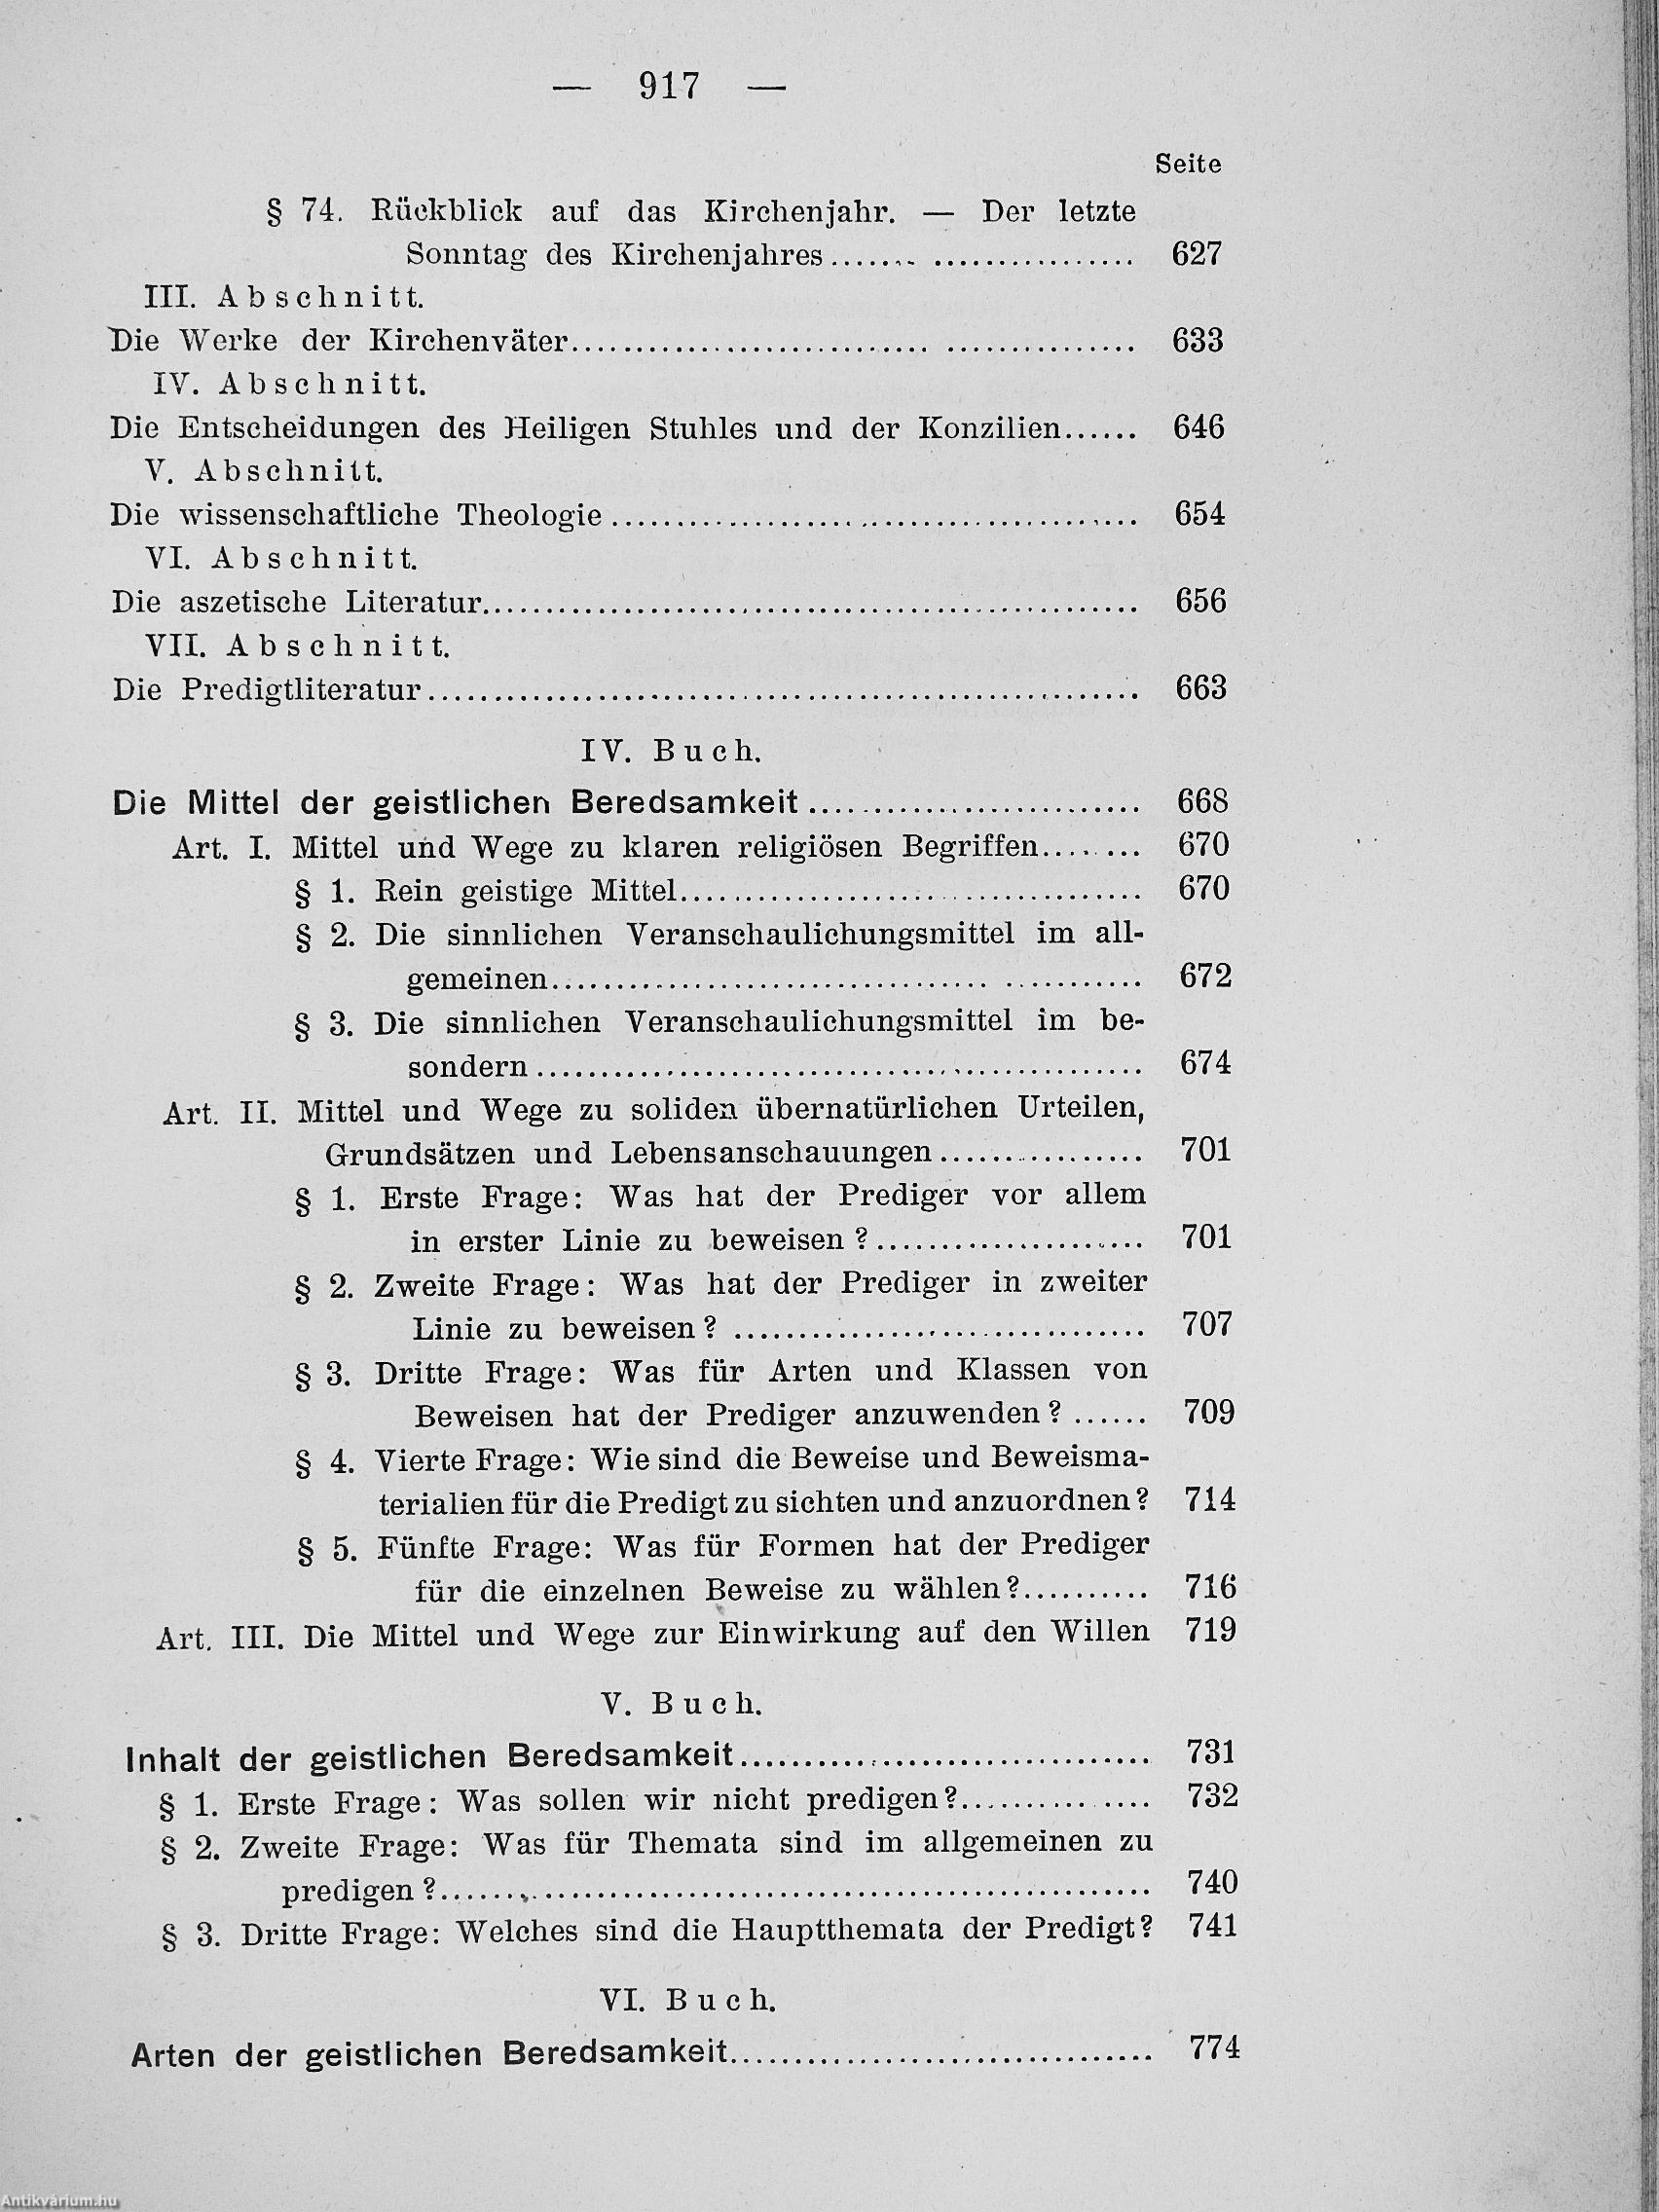 — 917 —
Seite
§ 74. Rückblick auf das Kirchenjahr. — Der letzte
Sonntag des Kirchenjahres...................... 627
III. Abschnitt.
Die Werke der Kirchenväter........................................... 633
IV. Abschnitt.
Die Entscheidungen des Heiligen Stuhles und der Konzilien...... 646
V. Abschnitt.
Die wissenschaftliche Theologie......................................... 654
VI. Abschnitt.
Die aszetische Literatur................................................... 656
VII. Abschnitt.
Die Predigtliteratur....................................................... 663
IV. Buch.
Die Mittel der geistlichen Beredsamkeit.......................... 668
Art. I. Mittel und Wege zu klaren religiösen Begriffen........ 670
§ 1. Rein geistige Mittel.................................... 670
§ 2. Die sinnlichen Veranschaulichungsmittel im all-
gemeinen............................................. 672
§ 3. Die sinnlichen Veranschaulichungsmittel im be-
sondern............................................... 674
Art. II. Mittel und Wege zu soliden übernatürlichen Urteilen,
Grundsätzen und Lebensanschauungen................ 701
§ 1. Erste Frage: Was hat der Prediger vor allem
in erster Linie zu beweisen?..................... 701
§ 2. Zweite Frage: Was hat der Prediger in zweiter
Linie zu beweisen? ................................ 707
§ 3. Dritte Frage: Was für Arten und Klassen von
Beweisen hat der Prediger anzuwenden? ...... 709
§ 4. Vierte Frage: Wie sind die Beweise und Beweisma-
terialien für die Predigt zu sichten und anzuordnen? 714
§ 5. Fünfte Frage: Was für Formen hat der Prediger
für die einzelnen Beweise zu wählen?.......... 716
Art. III. Die Mittel und Wege zur Einwirkung auf den Willen 719
V. Buch.
Inhalt der geistlichen Beredsamkeit................................ 731
§ 1. Erste Frage: Was sollen wir nicht predigen?............... 732
§ 2. Zweite Frage: Was für Themata sind im allgemeinen zu
predigen?....................................................... 740
§ 3. Dritte Frage: Welches sind die Hauptthemata der Predigt? 741
VI. Buch.
Arten der geistlichen Beredsamkeit................................. 774
Antikvárium.hu